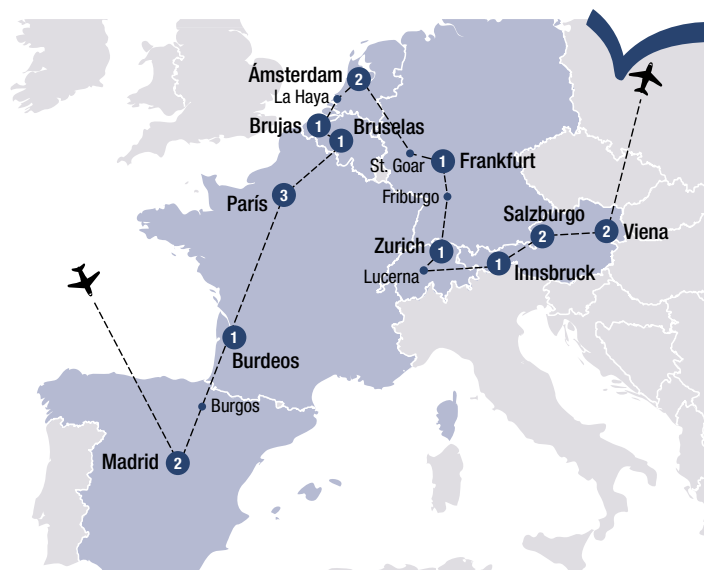 Ámsterdam
2
La Haya
Brujas
1
Bruselas
1
St. Goar
1
Frankfurt
París
3
Friburgo
Salzburgo
2
2
Viena
Zurich
1
Lucerna
1
Innsbruck
1
Burdeos
Burgos
Madrid
2